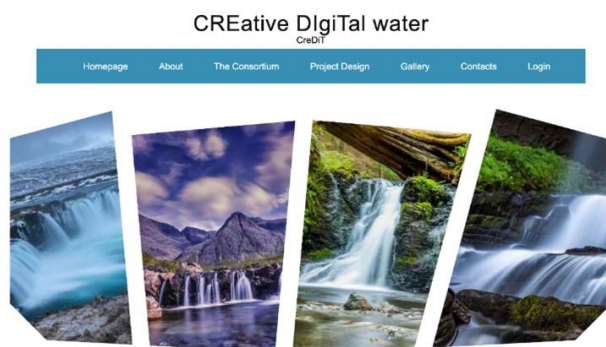 CREative DIgiTal water
CreDiT
Homepage About The Consortium Project Design Gallery Contacts Login